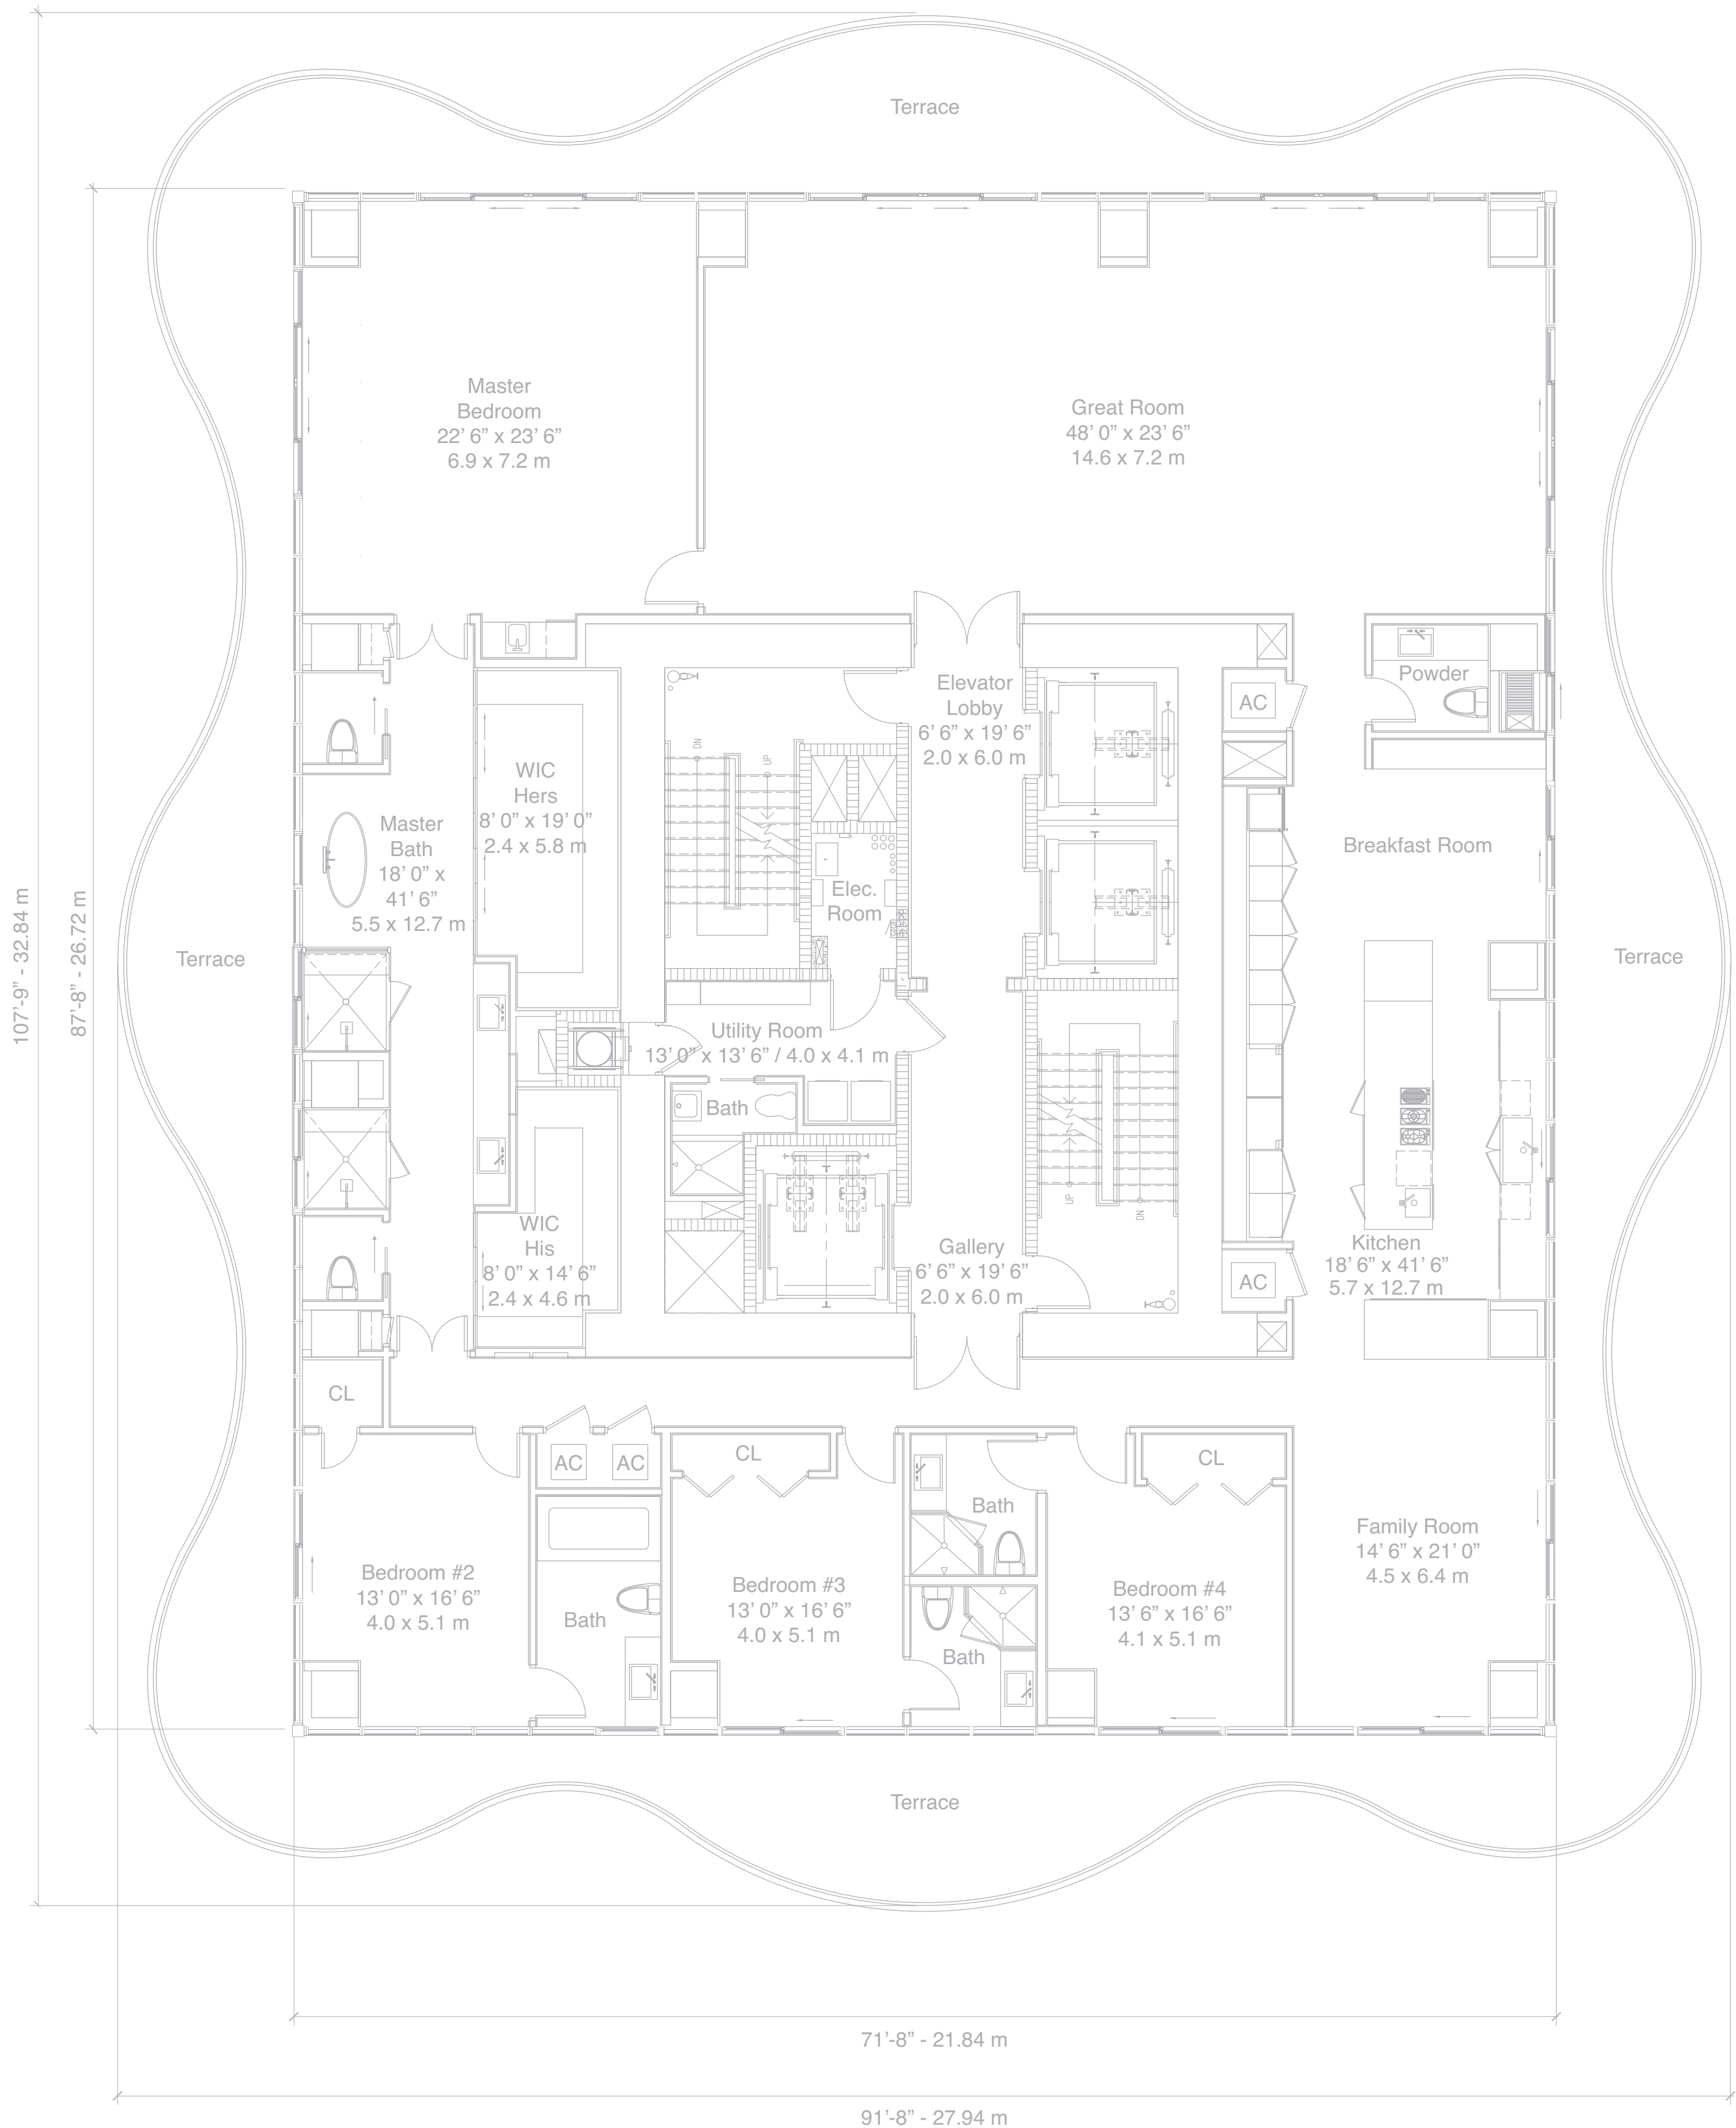 Terrace
Master
Bedroom
22’ 6” x 23’ 6”
6.9 x 7.2 m
Great Room
48’ 0” x 23’ 6”
14.6 x 7.2 m
Elevator
Lobby
6’ 6” x 19’ 6”
2.0 x 6.0 m
Powder
AC
DN
UP
WIC
Hers
8’ 0” x 19’ 0”
2.4 x 5.8 m
Master
Bath
18’ 0” x
41’ 6”
5.5 x 12.7 m
Elec.
Room
Breakfast Room
Terrace
Terrace
107’-9” - 32.84 m
87’-8” - 26.72 m
Utility Room
13’ 0” x 13’ 6” / 4.0 x 4.1 m
Bath
UP
DN
WIC
His
8’ 0” x 14’ 6”
2.4 x 4.6 m
Gallery
6’ 6” x 19’ 6”
2.0 x 6.0 m
Kitchen
18’ 6” x 41’ 6”
5.7 x 12.7 m
AC
CL
AC
AC
CL
CL
Bath
Bedroom #2
13’ 0” x 16’ 6”
4.0 x 5.1 m
Bath
Bedroom #3
13’ 0” x 16’ 6”
4.0 x 5.1 m
Bath
Bedroom #4
13’ 6” x 16’ 6”
4.1 x 5.1 m
Family Room
14’ 6” x 21’ 0”
4.5 x 6.4 m
Terrace
71’-8” - 21.84 m
91’-8” - 27.94 m